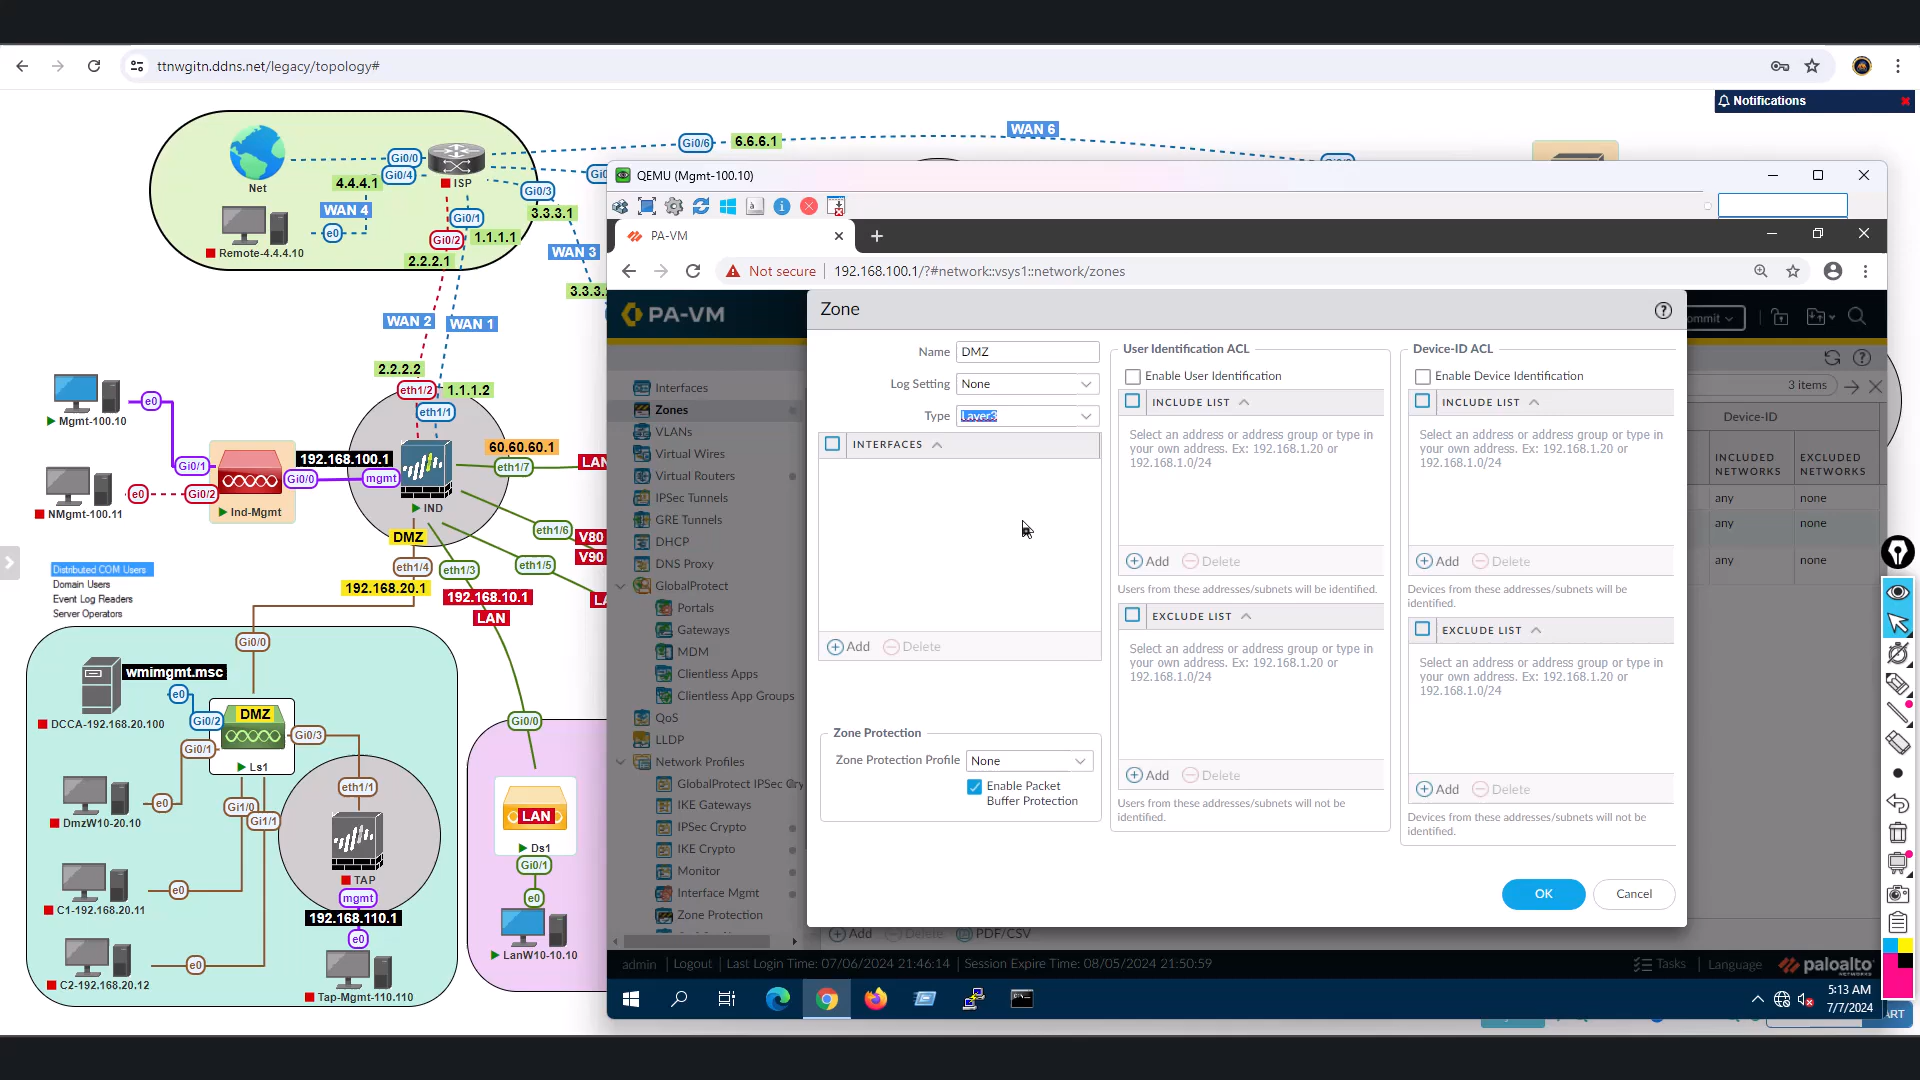 ttnwgitn.ddns.net/legacy/topology#
Notifications
WAN 6
Gi0/6
6.6.6.1
Gi0/0
Gi0/4
4.4.4.1
ISP
Net
WAN 4
e0
Remote-4.4.4.10
Gi0/3
3.3.3.1
Gi0/1
1.1.1.1
Gi0/2
2.2.2.1
WAN 3
WAN 2
WAN 1
2.2.2.2
eth1/2
1.1.1.2
eth1/1
Mgmt-100.10
e0
Gi0/1
NMgmt-100.11
e0
Gi0/2
Ind-Mgmt
192.168.100.1
Gi0/0
mgmt
IND
60.60.60.1
eth1/7
LAN
eth1/6
V80
V90
eth1/5
DMZ
eth1/4
eth1/3
192.168.20.1
192.168.10.1
LAN
Distributed COM Users
Domain Users
Event Log Readers
Server Operators
Gi0/0
wmimgmt.msc
e0
DCCA-192.168.20.100
Gi0/2
DMZ
Gi0/3
Gi0/1
Ls1
DmzW10-20.10
e0
Gi1/0
Gi1/1
eth1/1
TAP
mgmt
192.168.110.1
e0
Tap-Mgmt-110.110
C1-192.168.20.11
e0
C2-192.168.20.12
e0
Gi0/0
LAN
Ds1
Gi0/1
e0
LanW10-10.10
QEMU (Mgmt-100.10)
PA-VM
Not secure
192.168.100.1/?#network::vsys1::network/zones
PA-VM
Interfaces
Zones
VLANs
Virtual Wires
Virtual Routers
IPSec Tunnels
GRE Tunnels
DHCP
DNS Proxy
GlobalProtect
Portals
Gateways
MDM
Clientless Apps
Clientless App Groups
QoS
LLDP
Network Profiles
GlobalProtect IPSec Cry
IKE Gateways
IPSec Crypto
IKE Crypto
Monitor
Interface Mgmt
Zone Protection
Zone
Name DMZ
Log Setting None
Type Layer3
INTERFACES
Add Delete
Zone Protection
Zone Protection Profile None
Enable Packet
Buffer Protection
User Identification ACL
Enable User Identification
INCLUDE LIST
Select an address or address group or type in
your own address. Ex: 192.168.1.20 or
192.168.1.0/24
Add Delete
Users from these addresses/subnets will be identified.
EXCLUDE LIST
Select an address or address group or type in
your own address. Ex: 192.168.1.20 or
192.168.1.0/24
Add Delete
Users from these addresses/subnets will not be
identified.
Device-ID ACL
Enable Device Identification
INCLUDE LIST
Select an address or address group or type in
your own address. Ex: 192.168.1.20 or
192.168.1.0/24
Add Delete
Devices from these addresses/subnets will be
identified.
EXCLUDE LIST
Select an address or address group or type in
your own address. Ex: 192.168.1.20 or
192.168.1.0/24
Add Delete
Devices from these addresses/subnets will not be
identified.
OK Cancel
3 items
Device-ID
INCLUDED
NETWORKS
EXCLUDED
NETWORKS
any none
any none
any none
Add Delete PDF/CSV
admin | Logout | Last Login Time: 07/06/2024 21:46:14 | Session Expire Time: 08/05/2024 21:50:59
Tasks | Language
paloalto
NETWORKS
5:13 AM
7/7/2024